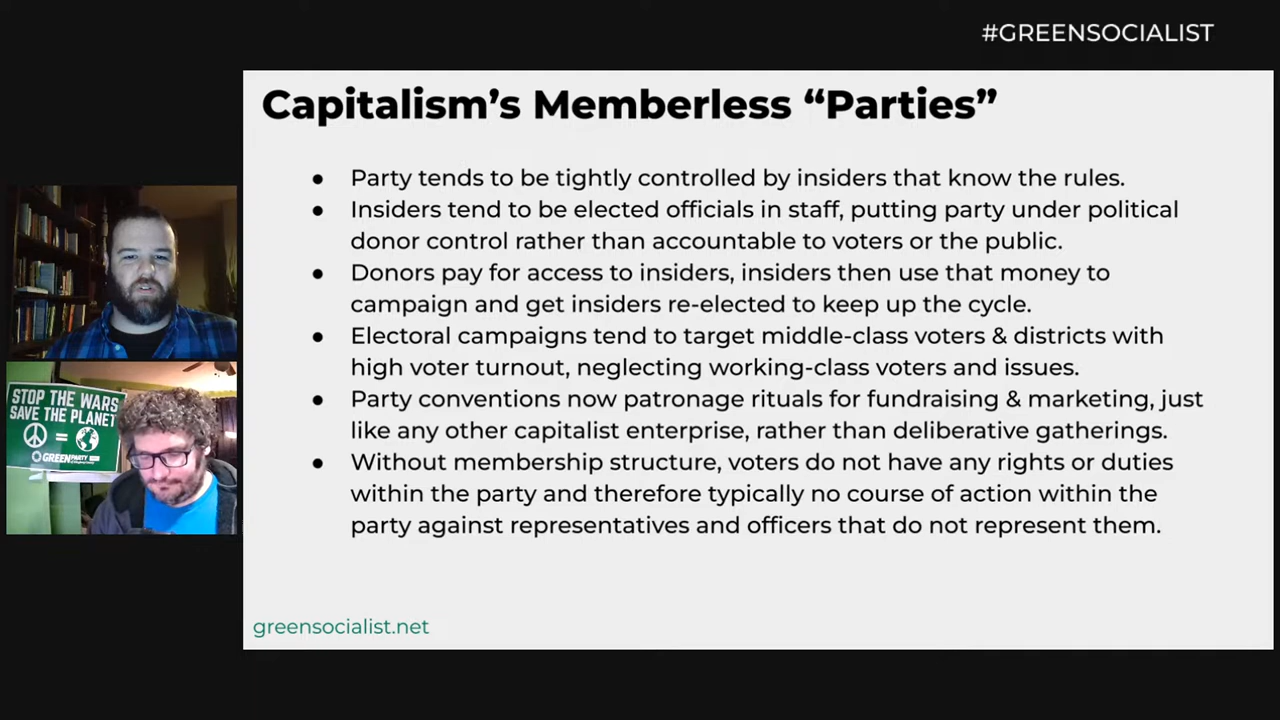 #GREENSOCIALIST
Capitalism's Memberless “Parties”
● Party tends to be tightly controlled by insiders that know the rules.
● Insiders tend to be elected officials in staff, putting party under political
donor control rather than accountable to voters or the public.
● Donors pay for access to insiders, insiders then use that money to
campaign and get insiders re-elected to keep up the cycle.
● Electoral campaigns tend to target middle-class voters & districts with
high voter turnout, neglecting working-class voters and issues.
● Party conventions now patronage rituals for fundraising & marketing, just
like any other capitalist enterprise, rather than deliberative gatherings.
● Without membership structure, voters do not have any rights or duties
within the party and therefore typically no course of action within the
party against representatives and officers that do not represent them.
greensocialist.net
STOP THE WARS
SAVE THE PLANET
=
GREENPARTY